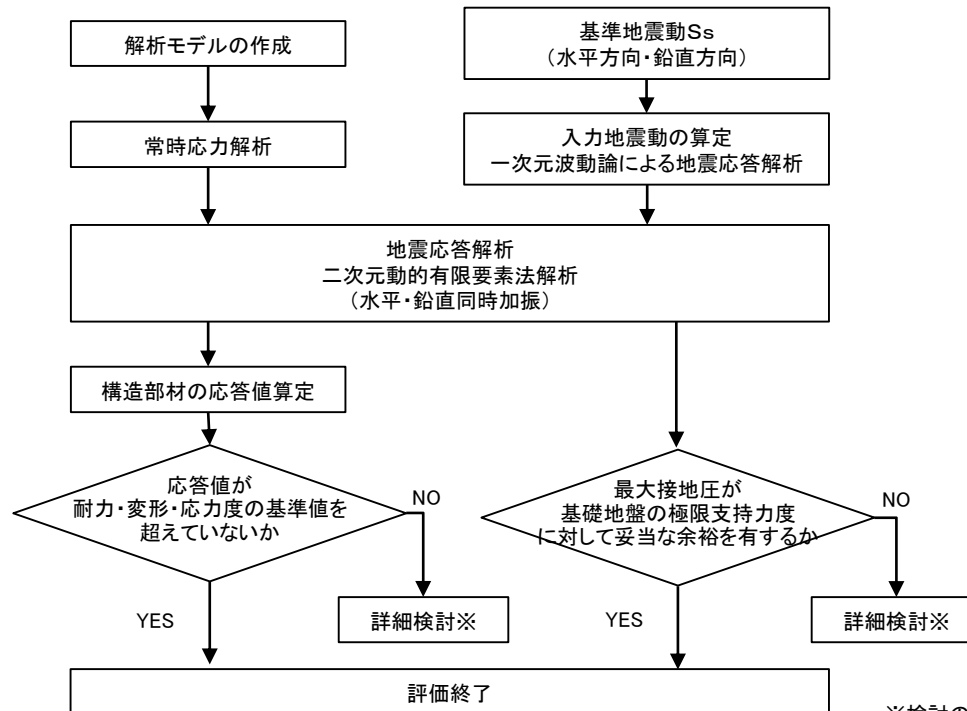 解析モデルの作成
基準地震動Ss
（水平方向・鉛直方向）
常時応力解析
入力地震動の算定
一次元波動論による地震応答解析
地震応答解析
二次元動的有限要素法解析
（水平・鉛直同時加振）
構造部材の応答値算定
応答値が
耐力・変形・応力度の基準値を
超えていないか
NO
最大接地圧が
基礎地盤の極限支持力度
に対して妥当な余裕を有するか
NO
YES
詳細検討※
YES
詳細検討※
評価終了
※検討の